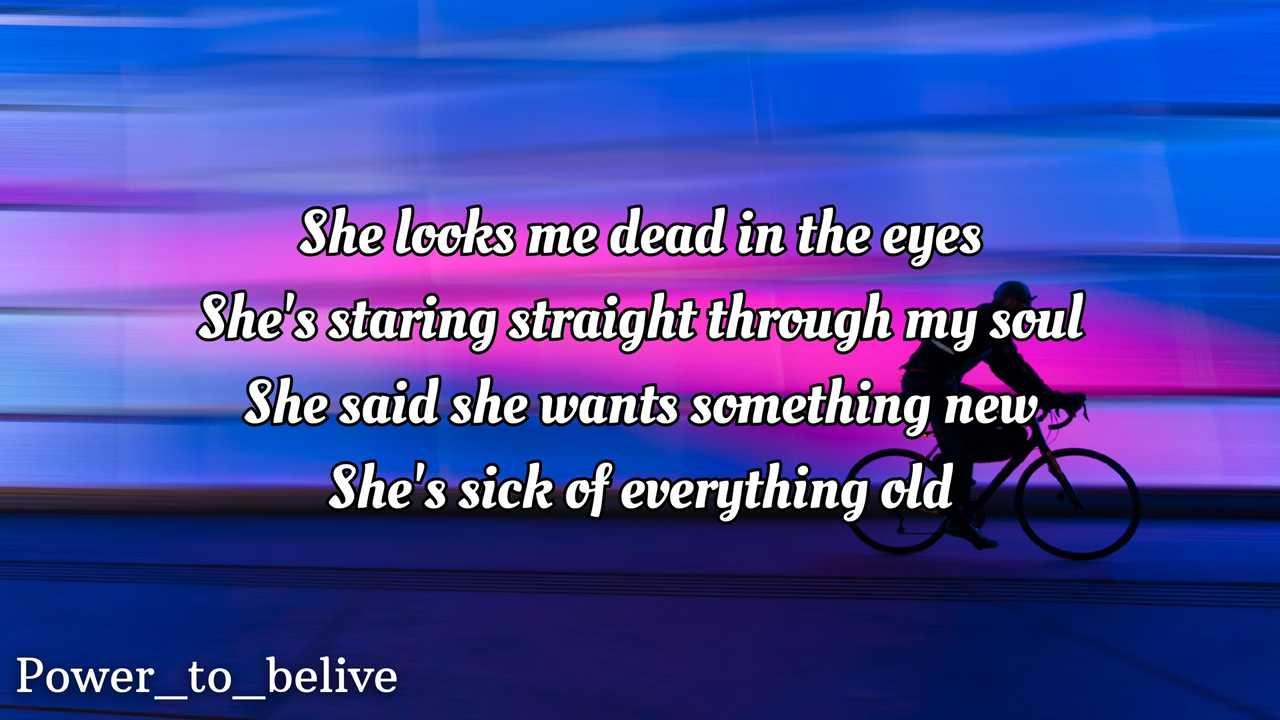 She looks me dead in the eyes
She's staring straight through my soul
She said she wants something new
She's sick of everything old
Power_to_belive